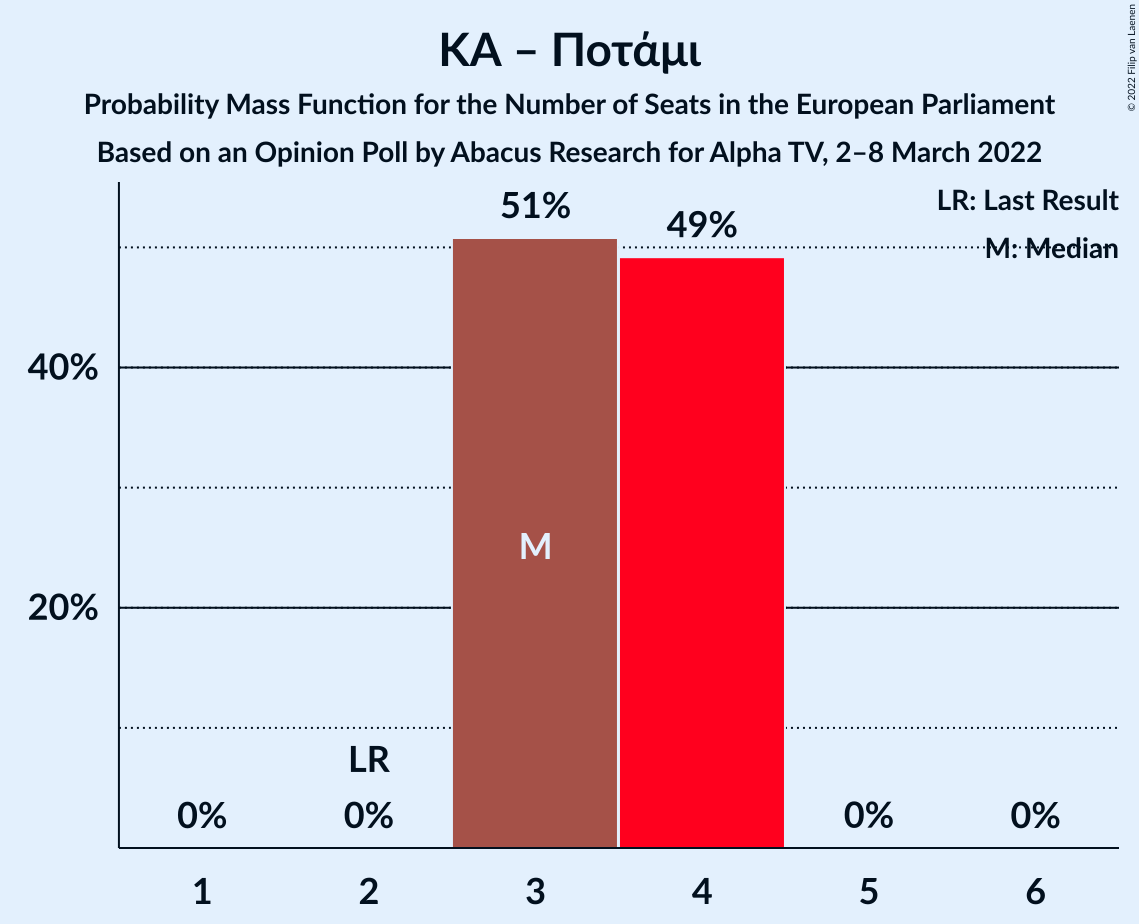 ΚΑ – Ποτάμι
Probability Mass Function for the Number of Seats in the European Parliament
Based on an Opinion Poll by Abacus Research for Alpha TV, 2–8 March 2022
© 2022 Filip van Laenen
LR: Last Result
M: Median
51%
49%
40%
20%
M
LR
0%
0%
0%
0%
1
2
3
4
5
6